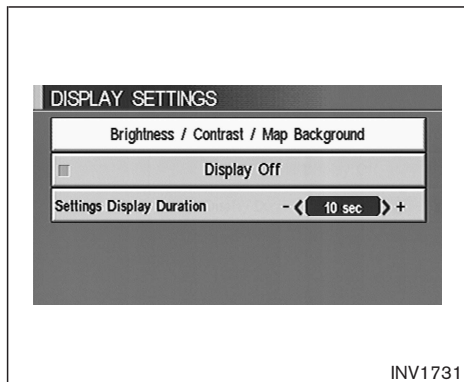 DISPLAY SETTINGS
Brightness / Contrast / Map Background
Display Off
Settings Display Duration - 10 sec +
INV1731